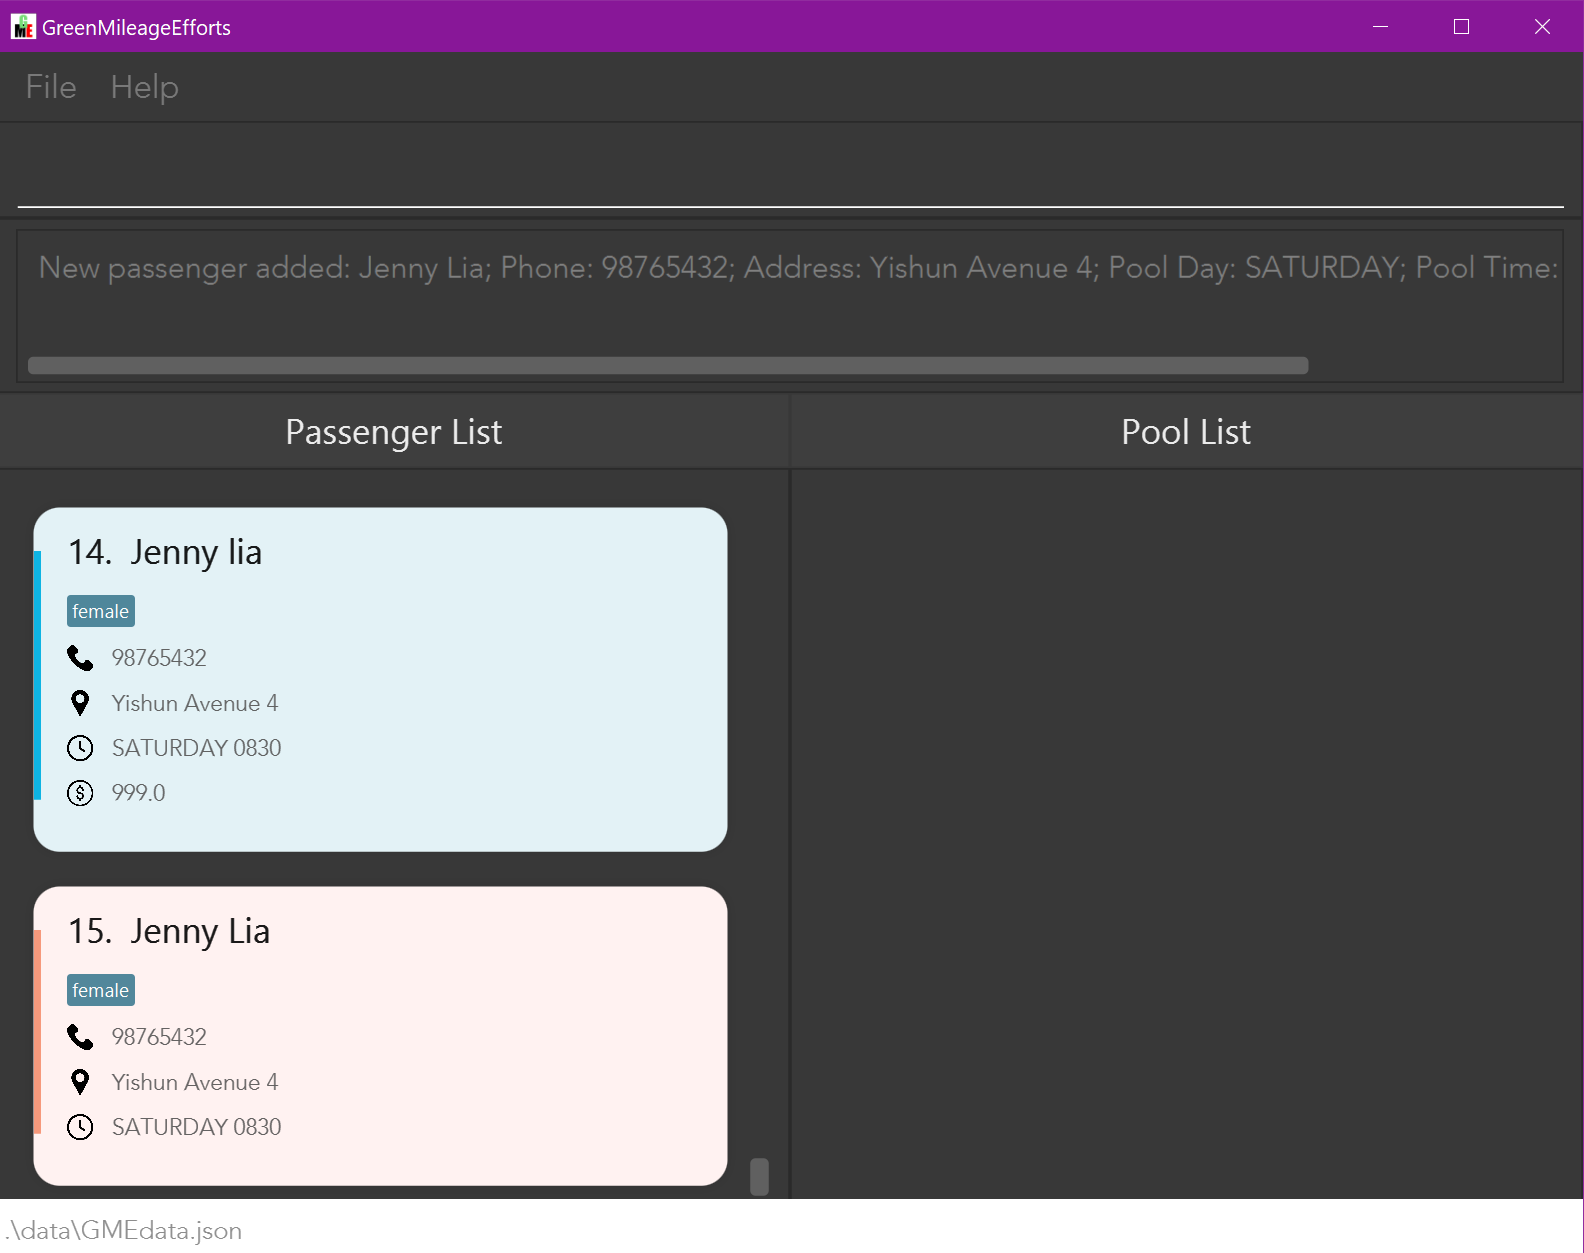 GreenMileageEfforts
File Help
New passenger added: Jenny Lia; Phone: 98765432; Address: Yishun Avenue 4; Pool Day: SATURDAY; Pool Time:
Passenger List
Pool List
14. Jenny lia
female
98765432
Yishun Avenue 4
SATURDAY 0830
999.0
15. Jenny Lia
female
98765432
Yishun Avenue 4
SATURDAY 0830
.\data\GMEdata.json